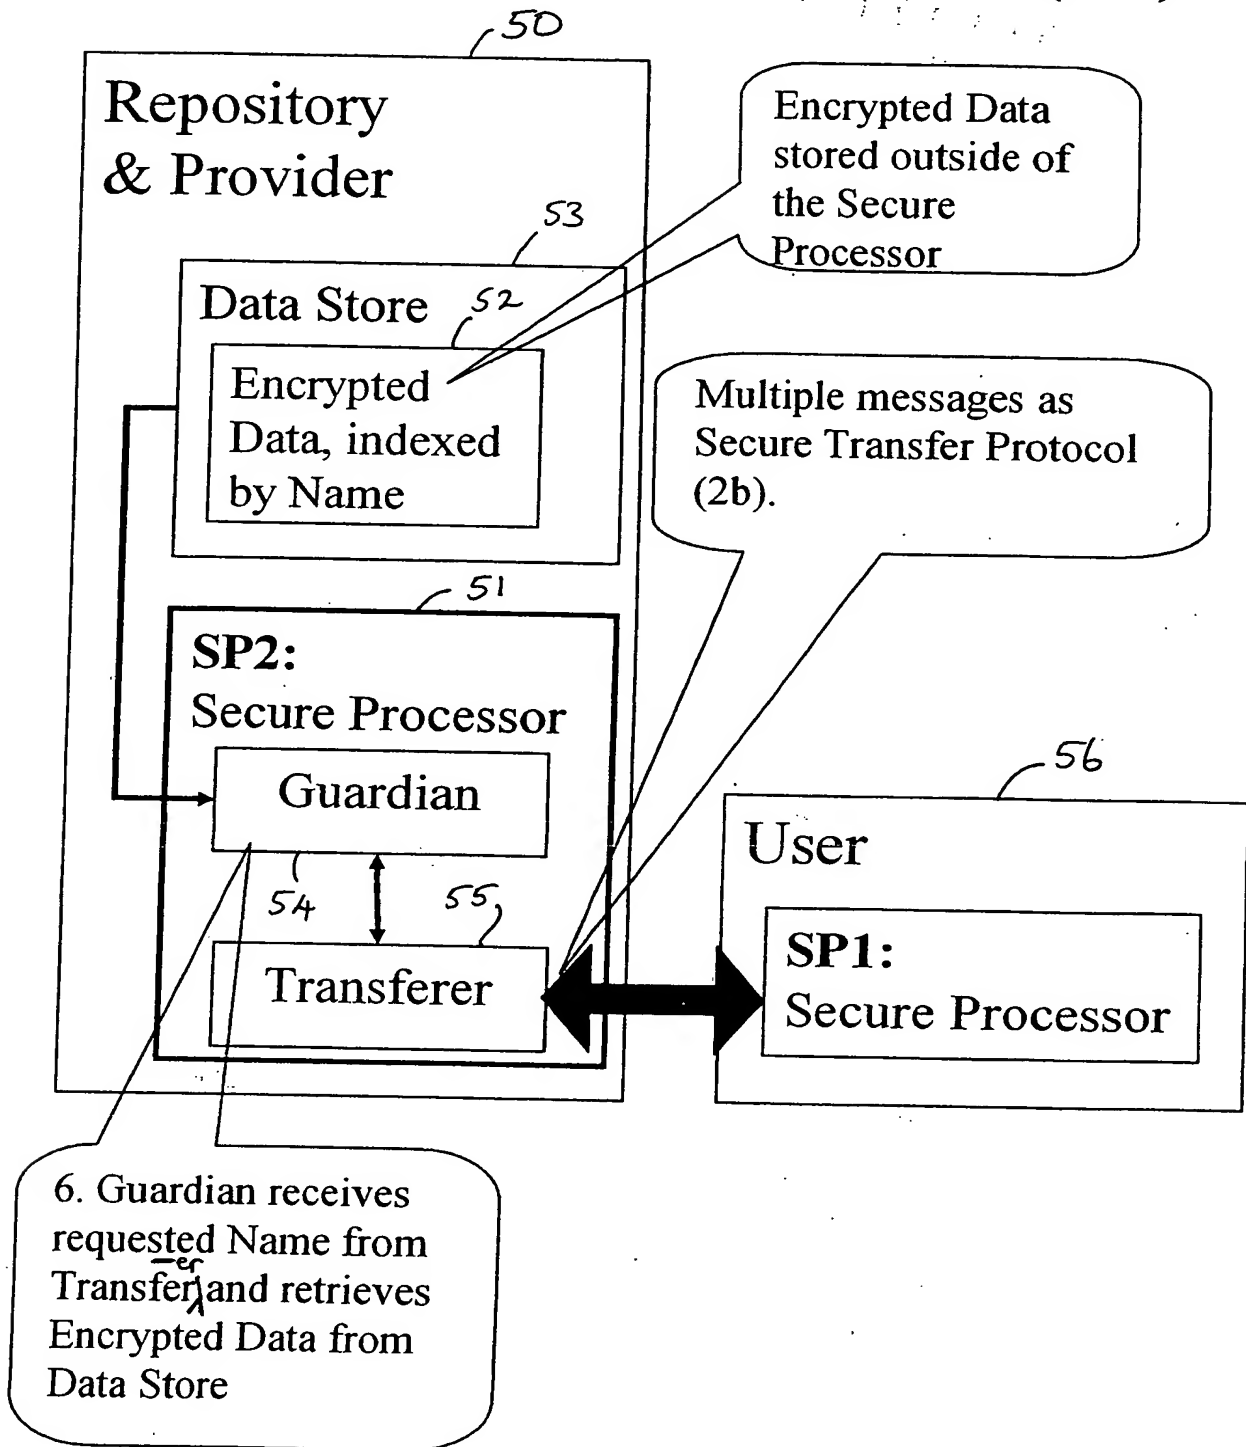 50
Repository
& Provider
Encrypted Data
stored outside of
the Secure
Processor
53
Data Store
52
Encrypted
Data, indexed
by Name
Multiple messages as
Secure Transfer Protocol
(2b).
51
SP2:
Secure Processor
Guardian
54
55
Transferer
56
User
SP1:
Secure Processor
6. Guardian receives
requested Name from
-er
Transfer and retrieves
Encrypted Data from
Data Store